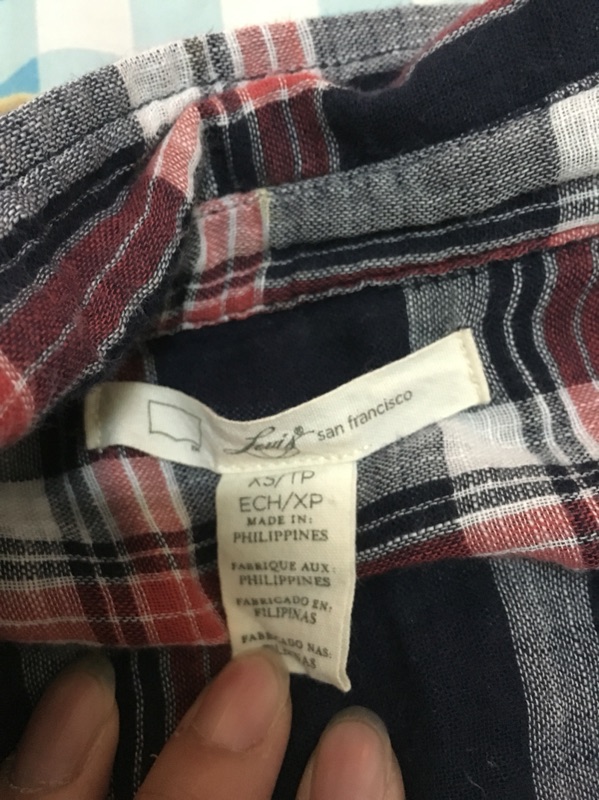 Levi's® san francisco
XS/TP
ECH/XP
MADE IN:
PHILIPPINES
FABRIQUE AUX:
PHILIPPINES
FABRICADO EN:
FILIPINAS
FABRICADO NAS: